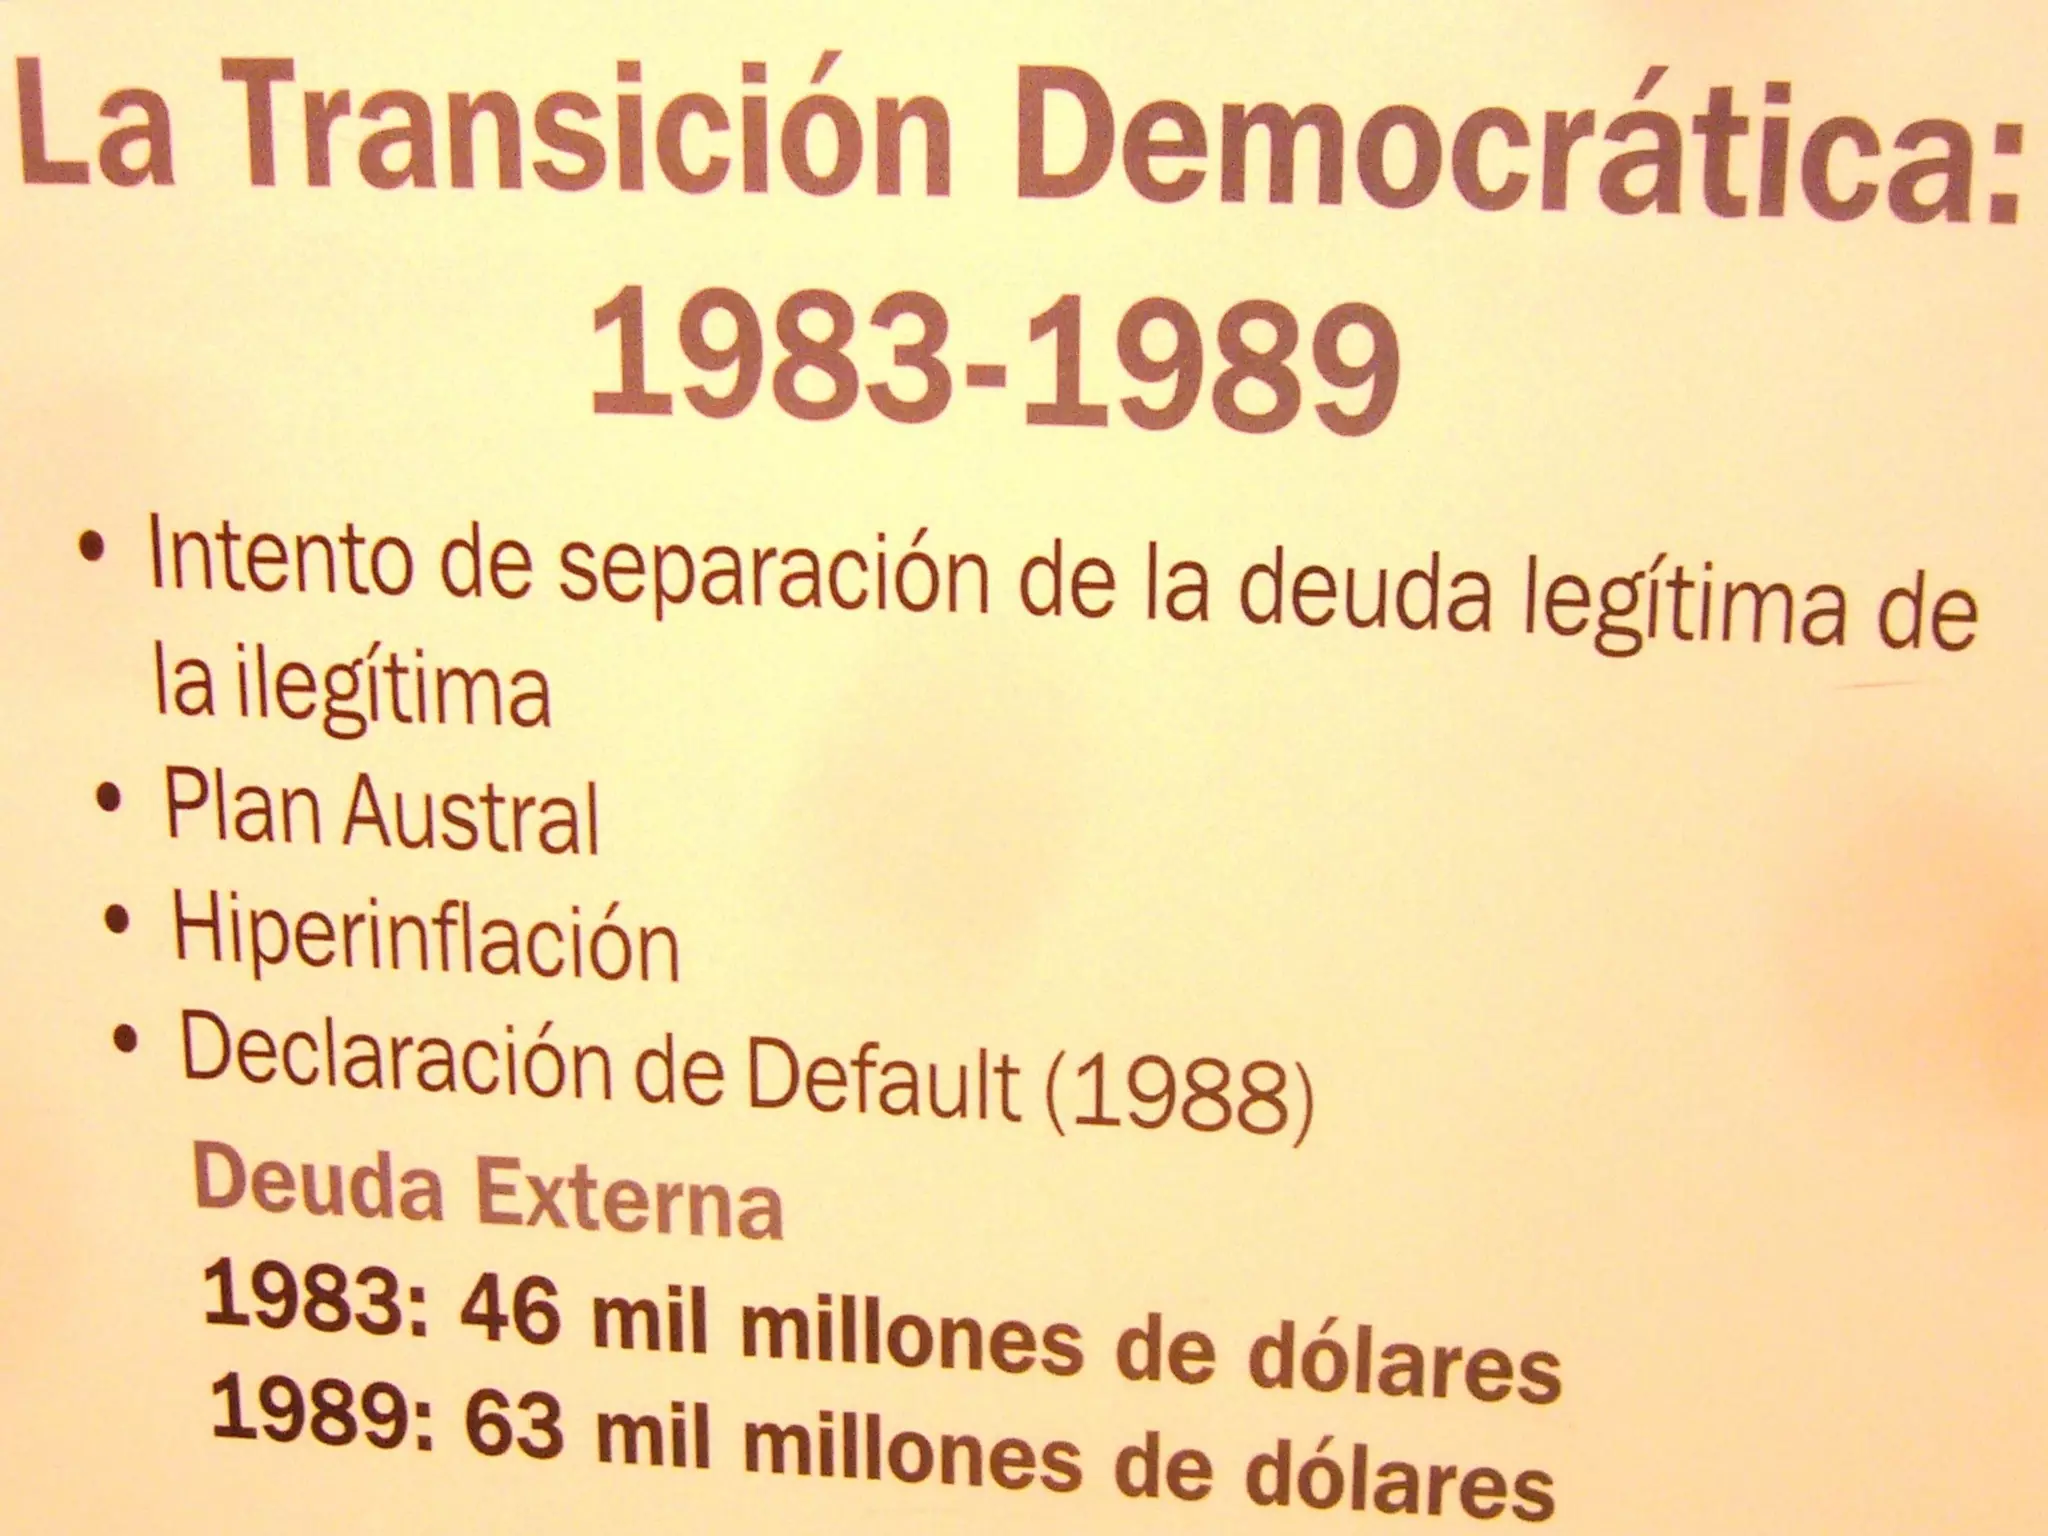 La Transición Democrática:
1983-1989
• Intento de separación de la deuda legítima de
la ilegítima
• Plan Austral
• Hiperinflación
• Declaración de Default (1988)
Deuda Externa
1983: 46 mil millones de dólares
1989: 63 mil millones de dólares